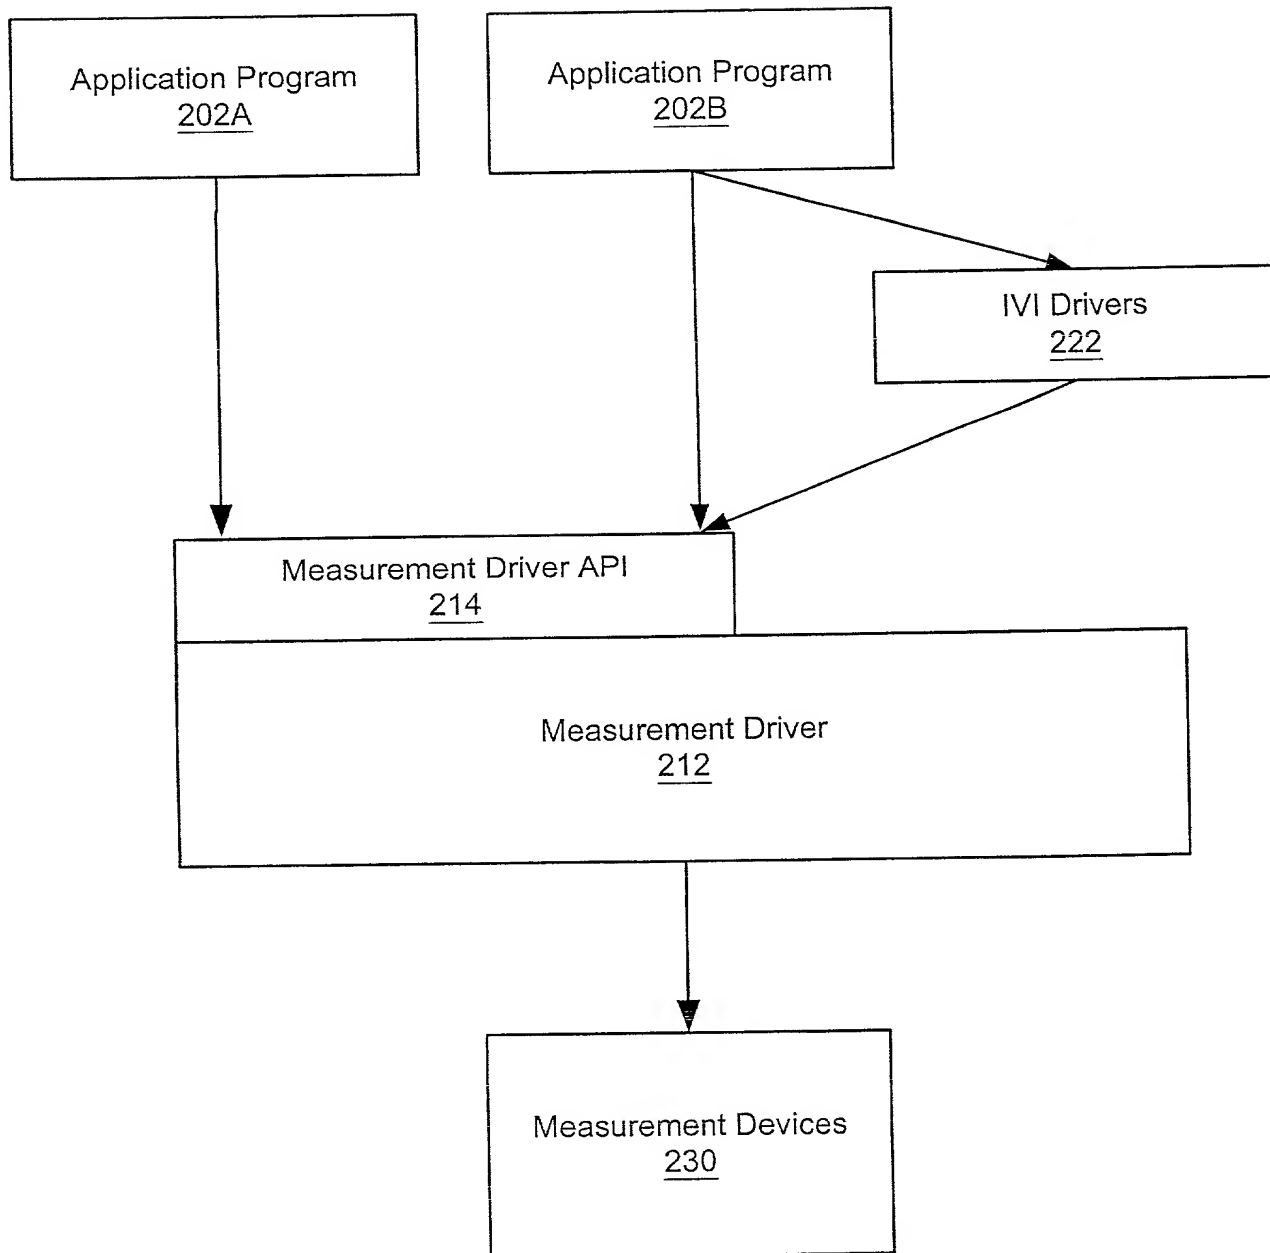 Application Program
202A
Application Program
202B
IVI Drivers
222
Measurement Driver API
214
Measurement Driver
212
Measurement Devices
230